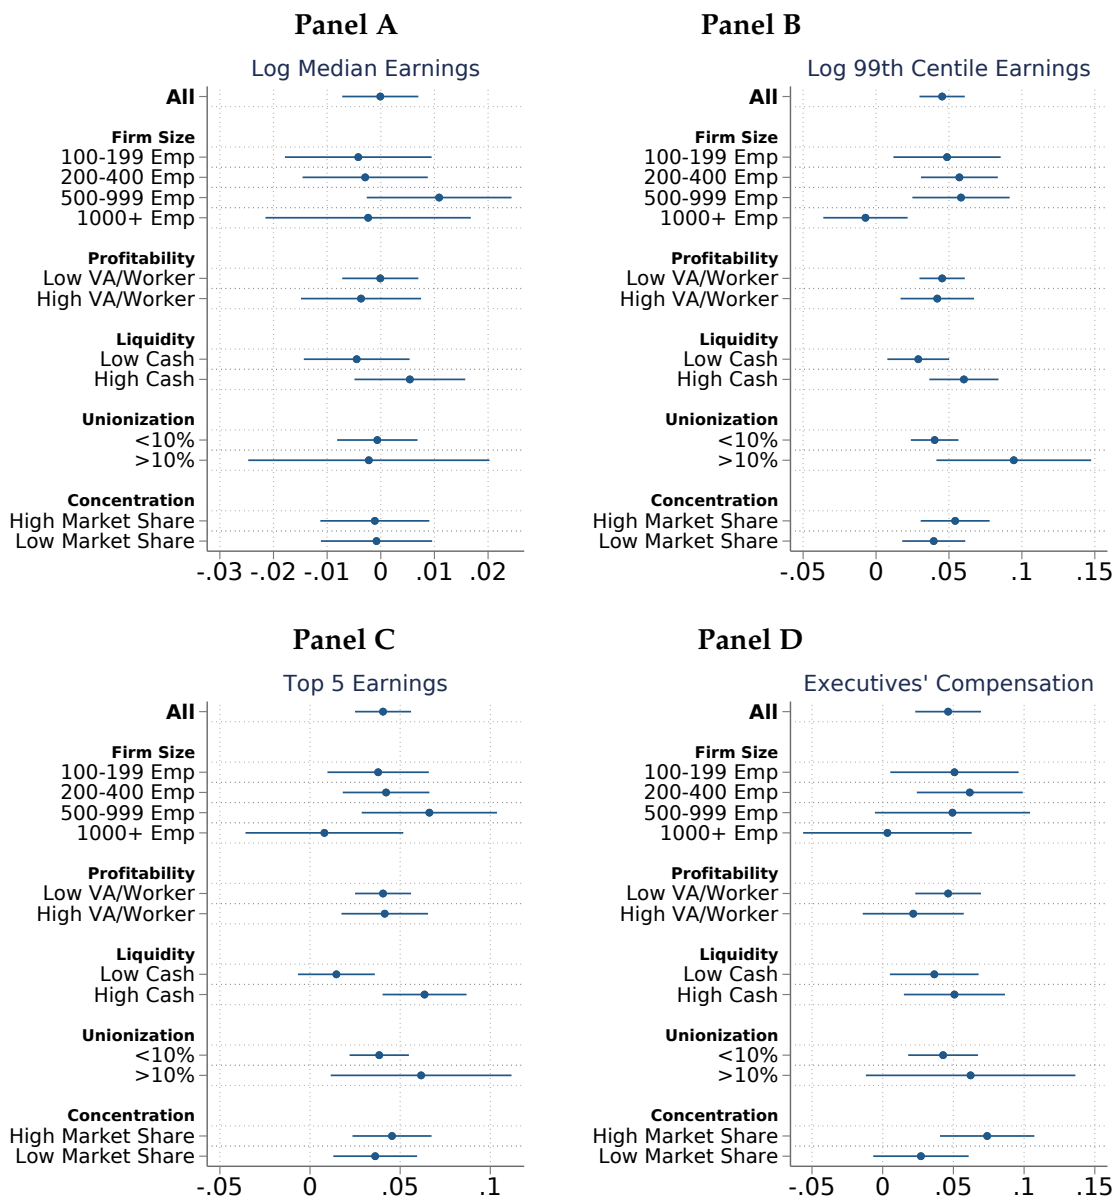 Panel A
Log Median Earnings
All
Firm Size
100-199 Emp
200-400 Emp
500-999 Emp
1000+ Emp
Profitability
Low VA/Worker
High VA/Worker
Liquidity
Low Cash
High Cash
Unionization
<10%
>10%
Concentration
High Market Share
Low Market Share
-.03 -.02 -.01 0 .01 .02
Panel B
Log 99th Centile Earnings
All
Firm Size
100-199 Emp
200-400 Emp
500-999 Emp
1000+ Emp
Profitability
Low VA/Worker
High VA/Worker
Liquidity
Low Cash
High Cash
Unionization
<10%
>10%
Concentration
High Market Share
Low Market Share
-.05 0 .05 .1 .15
Panel C
Top 5 Earnings
All
Firm Size
100-199 Emp
200-400 Emp
500-999 Emp
1000+ Emp
Profitability
Low VA/Worker
High VA/Worker
Liquidity
Low Cash
High Cash
Unionization
<10%
>10%
Concentration
High Market Share
Low Market Share
-.05 0 .05 .1
Panel D
Executives' Compensation
All
Firm Size
100-199 Emp
200-400 Emp
500-999 Emp
1000+ Emp
Profitability
Low VA/Worker
High VA/Worker
Liquidity
Low Cash
High Cash
Unionization
<10%
>10%
Concentration
High Market Share
Low Market Share
-.05 0 .05 .1 .15